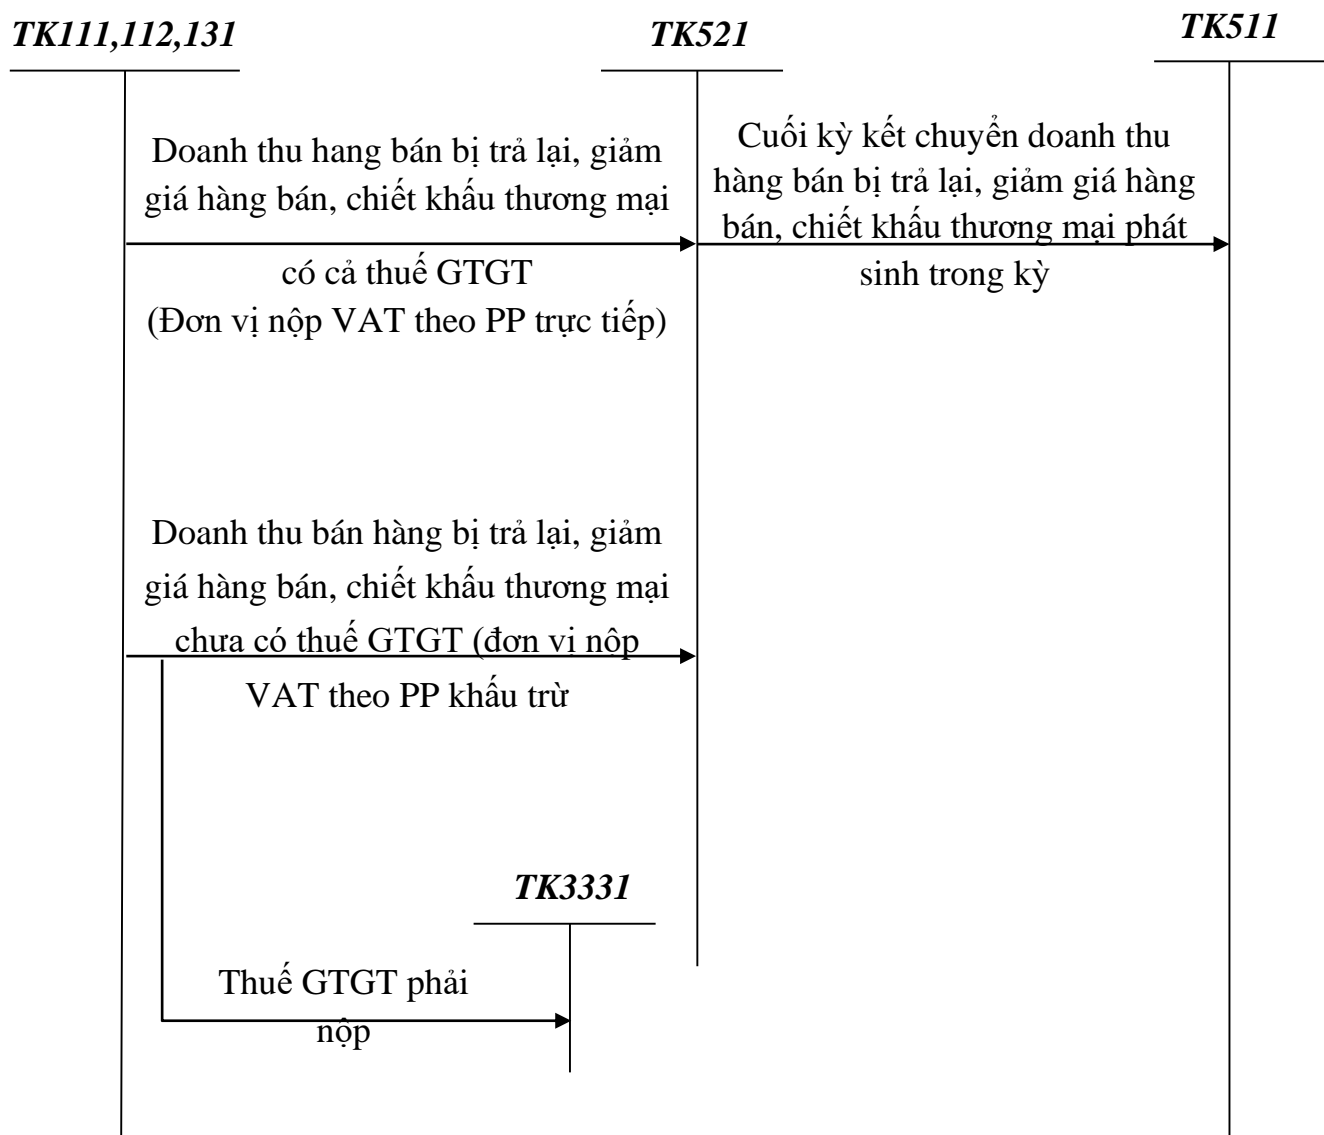 TK111,112,131
TK521
TK511
Doanh thu hang bán bị trả lại, giảm
giá hàng bán, chiết khấu thương mại
có cả thuế GTGT
(Đơn vị nộp VAT theo PP trực tiếp)
Cuối kỳ kết chuyển doanh thu
hàng bán bị trả lại, giảm giá hàng
bán, chiết khấu thương mại phát
sinh trong kỳ
Doanh thu bán hàng bị trả lại, giảm
giá hàng bán, chiết khấu thương mại
chưa có thuế GTGT (đơn vị nộp
VAT theo PP khấu trừ
TK3331
Thuế GTGT phải
nộp